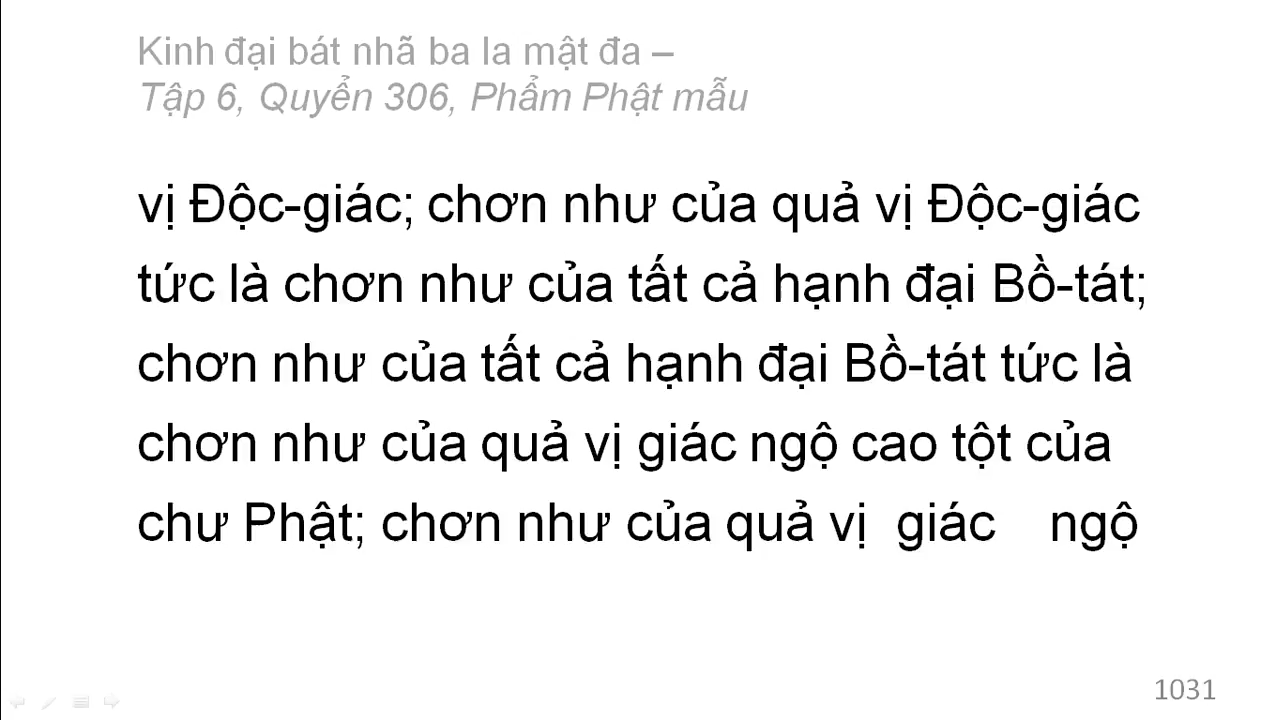 Kinh đại bát nhã ba la mật đa –
Tập 6, Quyển 306, Phẩm Phật mẫu
vị Độc-giác; chơn như của quả vị Độc-giác
tức là chơn như của tất cả hạnh đại Bồ-tát;
chơn như của tất cả hạnh đại Bồ-tát tức là
chơn như của quả vị giác ngộ cao tột của
chư Phật; chơn như của quả vị giác ngộ
1031